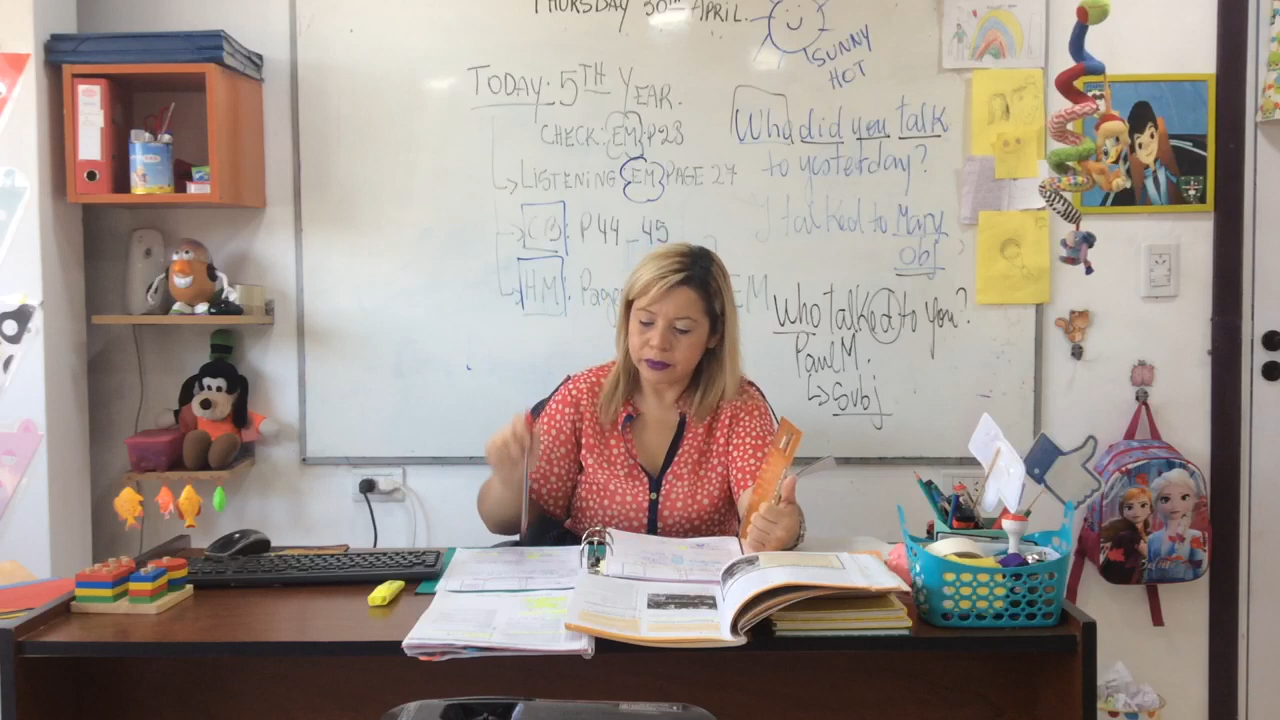 THURSDAY 30TH APRIL.
SUNNY
HOT
TODAY: 5TH YEAR.
CHECK: EM P23
LISTENING EM PAGE 27
CB: P44-45
HM: Page
EM
Who did you talk
to yesterday?
I talked to Mary
Obj
Who talked to you?
Paul M.
↳ Subj